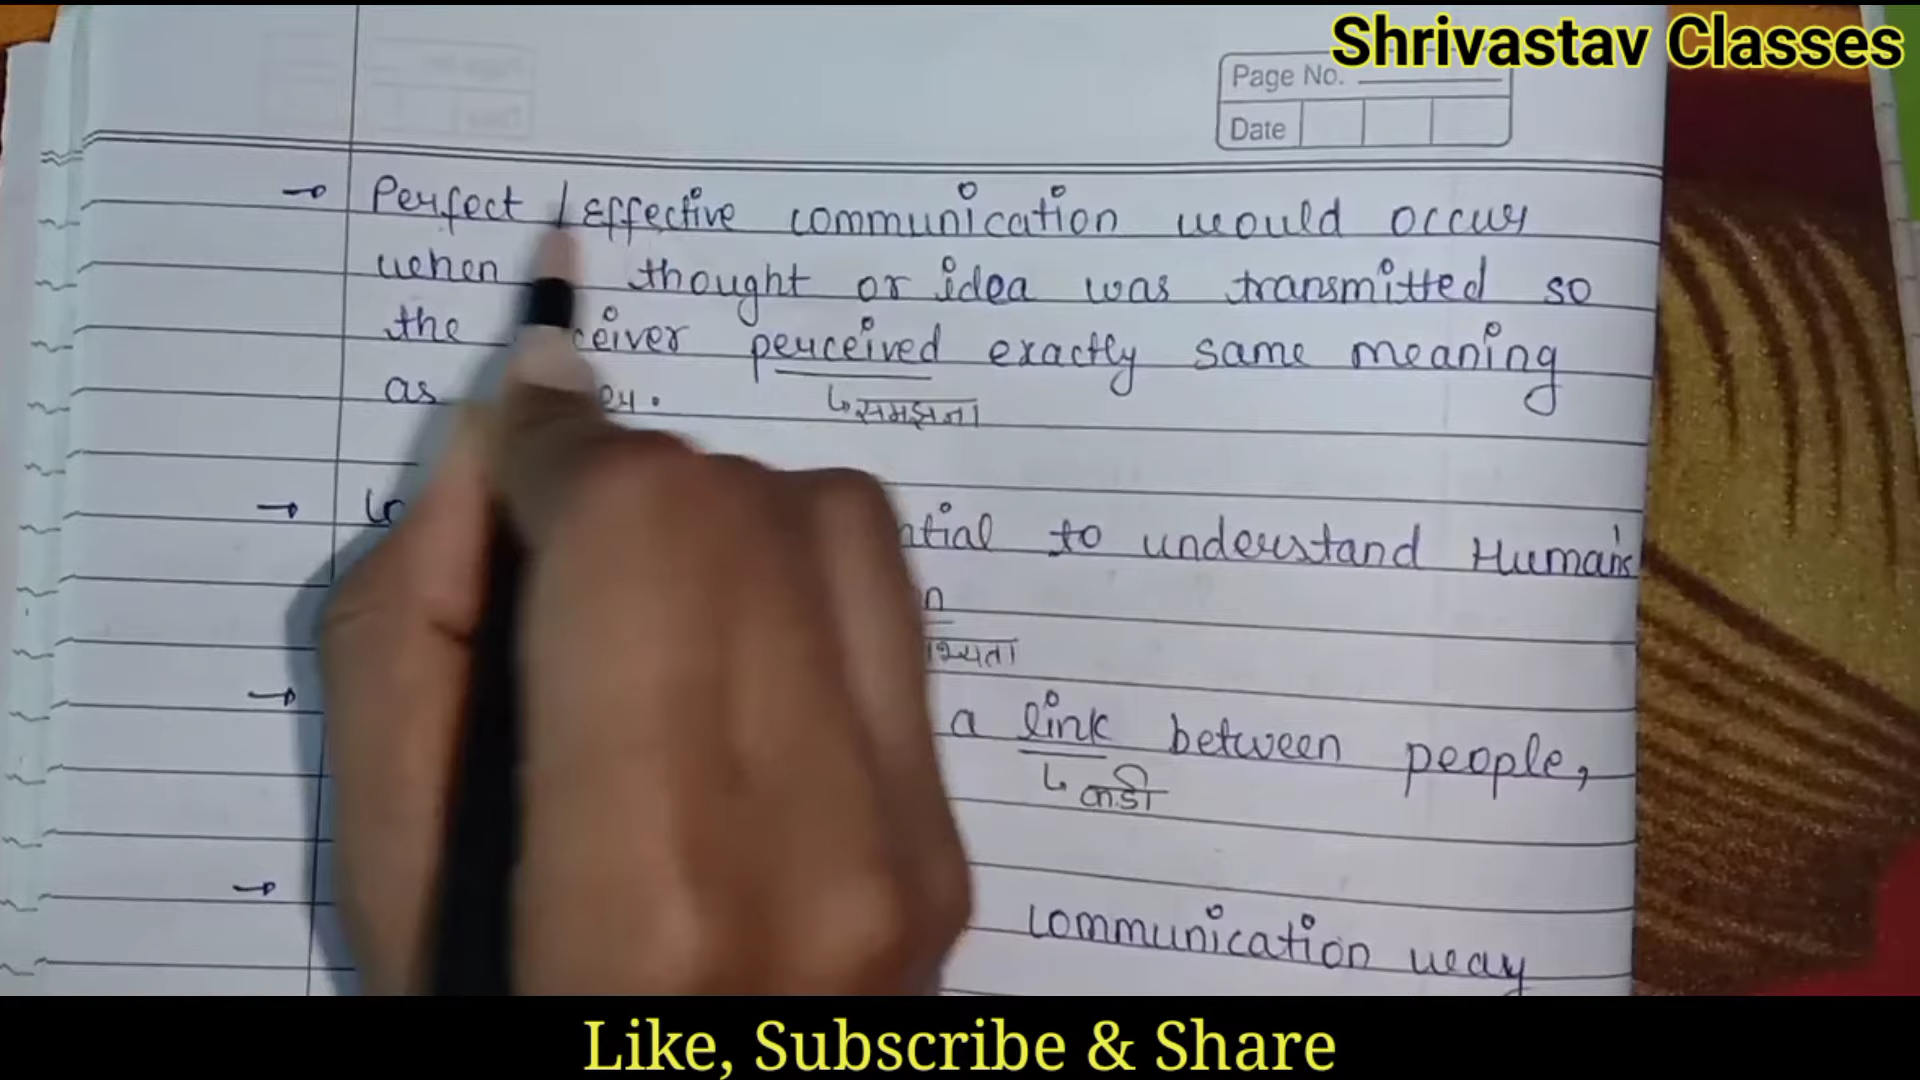 Shrivastav Classes
Page No.
Date
→ Perfect / Effective communication would occur
when thought or idea was transmitted so
the perceived exactly same meaning
as
↳ समझना
→ to understand Human's
→ a link between people,
↳ कडी
→ communication way
Like, Subscribe & Share